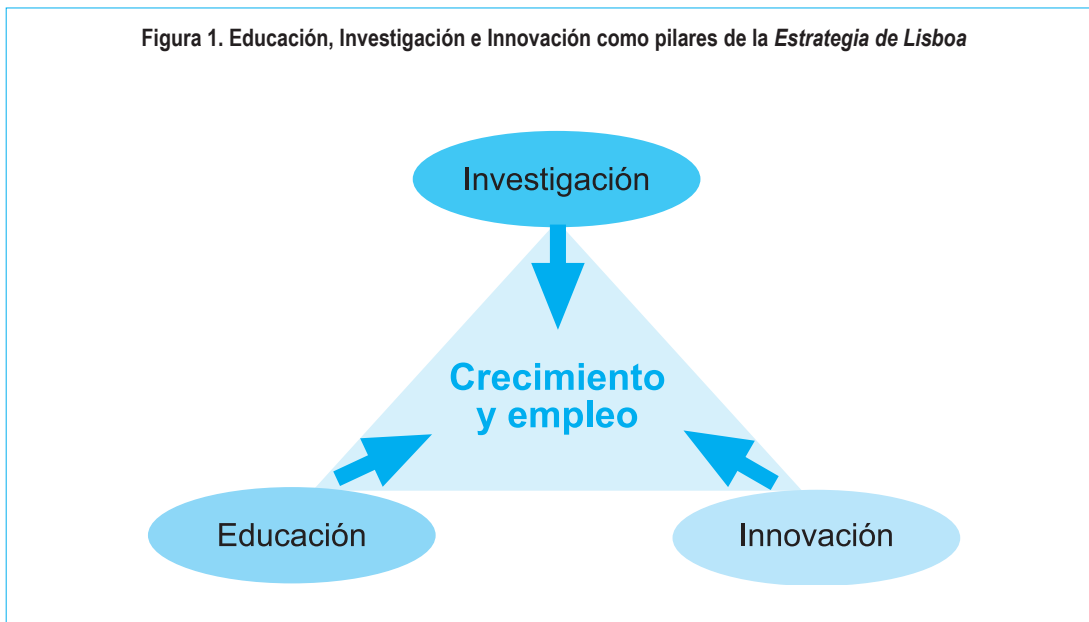 Figura 1. Educación, Investigación e Innovación como pilares de la Estrategia de Lisboa
Investigación
Crecimiento
y empleo
Educación
Innovación